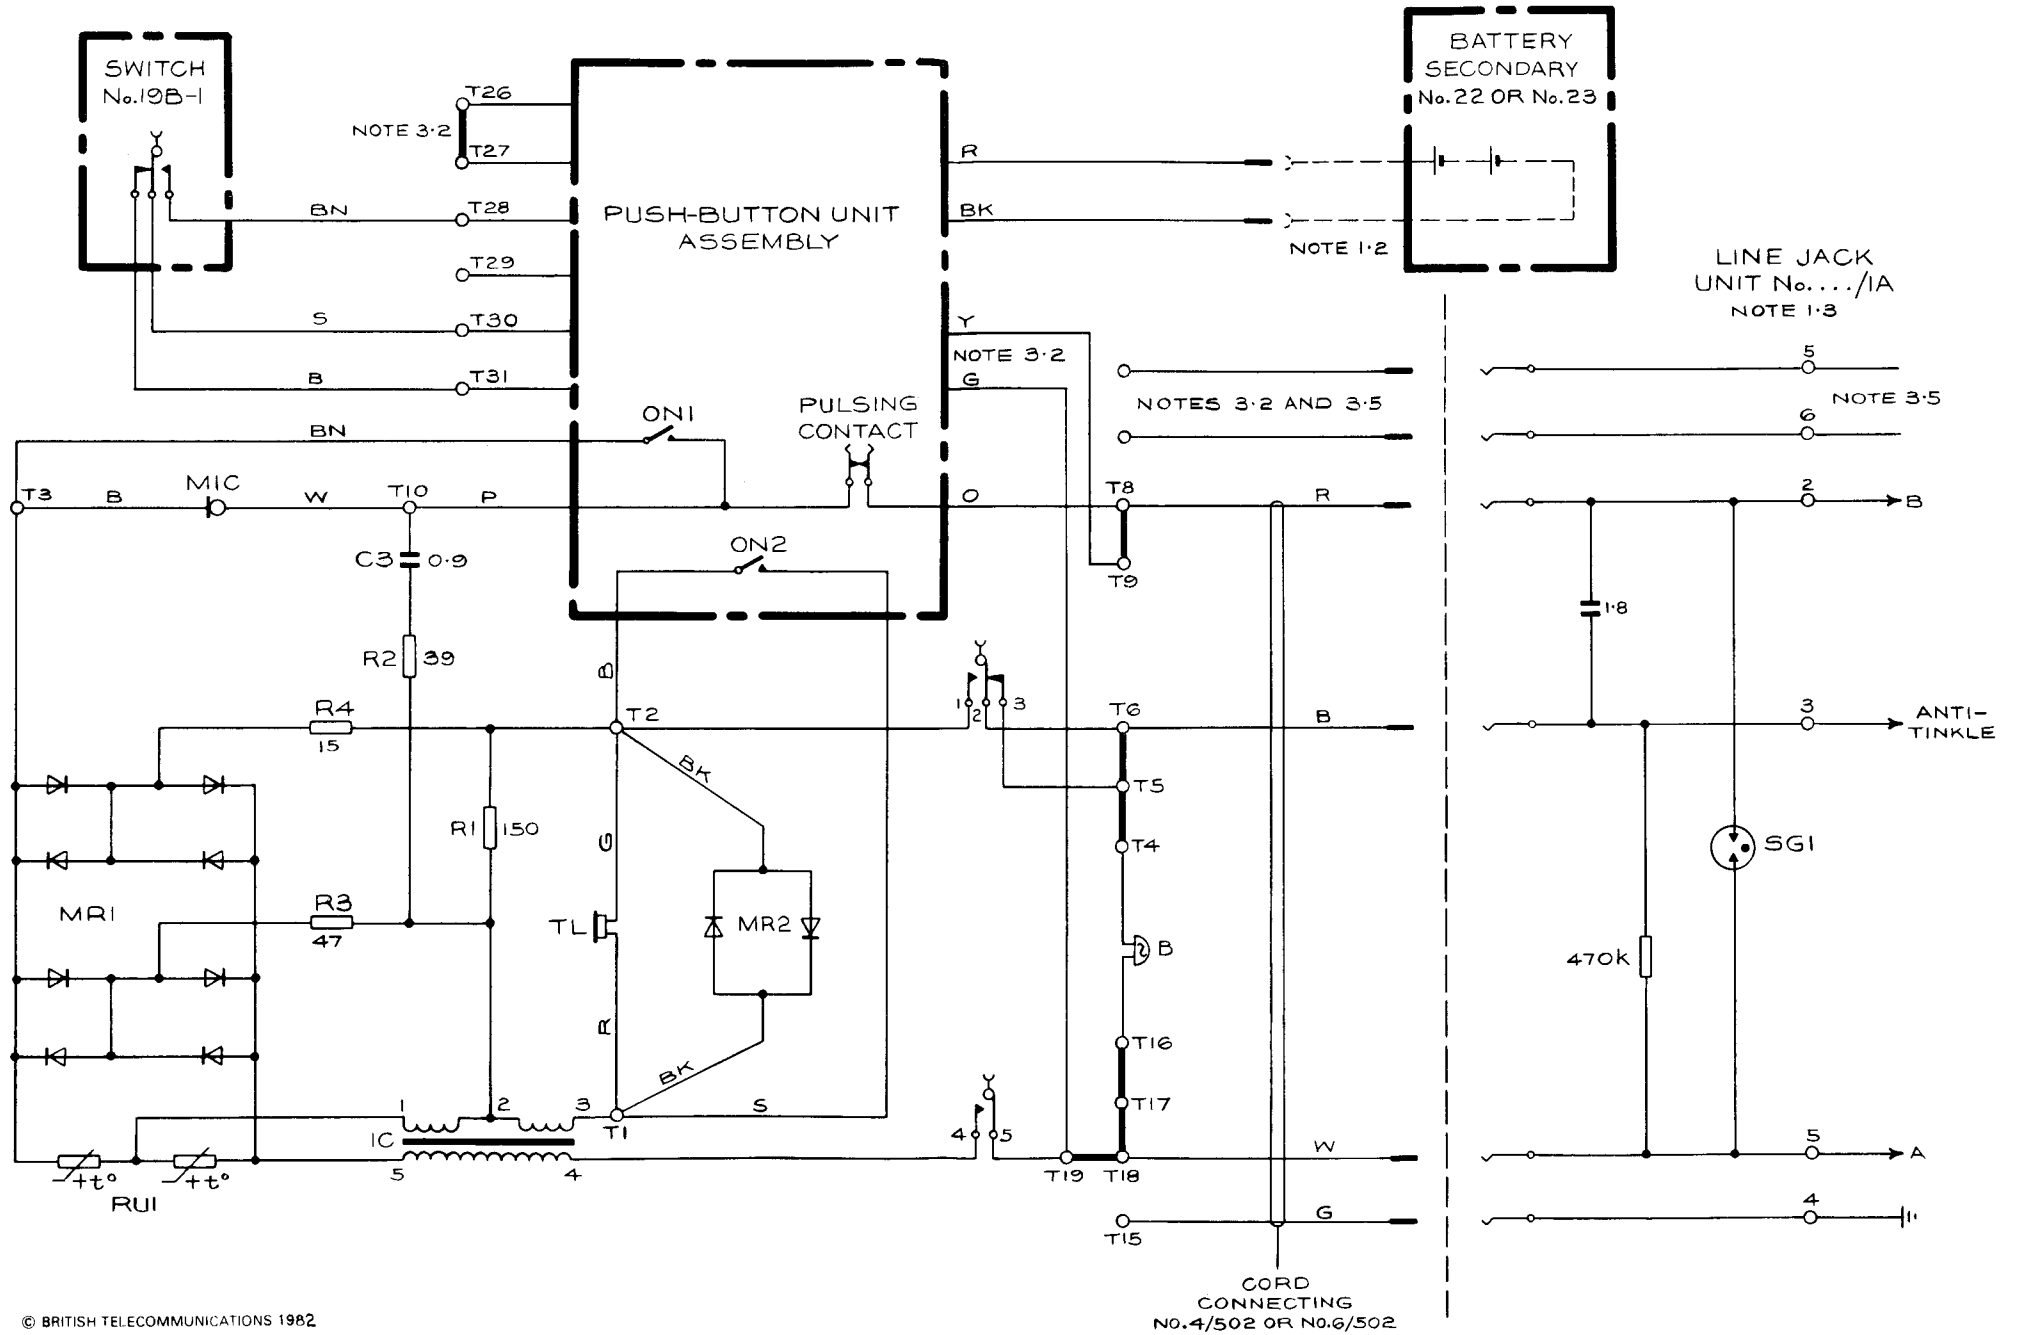 SWITCH
No.19B-1
BATTERY
SECONDARY
No.22 OR No.23
T26
NOTE 3·2
T27
R
BN
T28
PUSH-BUTTON UNIT
ASSEMBLY
BK
NOTE 1·2
T29
LINE JACK
UNIT No..../1A
NOTE 1·3
S
T30
Y
NOTE 3·2
B
T31
G
5
NOTES 3·2 AND 3·5
NOTE 3·5
6
ON1
PULSING
CONTACT
BN
T3
B
MIC
W
T10
P
O
T8
R
2
B
ON2
C3
0·9
T9
1·8
R2
39
B
R4
15
T2
1
2
3
T6
B
3
ANTI-
TINKLE
BK
T5
R1
150
G
T4
SG1
MR1
R3
47
TL
MR2
B
470k
R
T16
BK
1
2
3
T1
S
T17
IC
4
5
W
5
A
5
4
T19
T18
-/+t°
-/+t°
RU1
G
4
T15
CORD
CONNECTING
NO.4/502 OR NO.6/502
© BRITISH TELECOMMUNICATIONS 1982